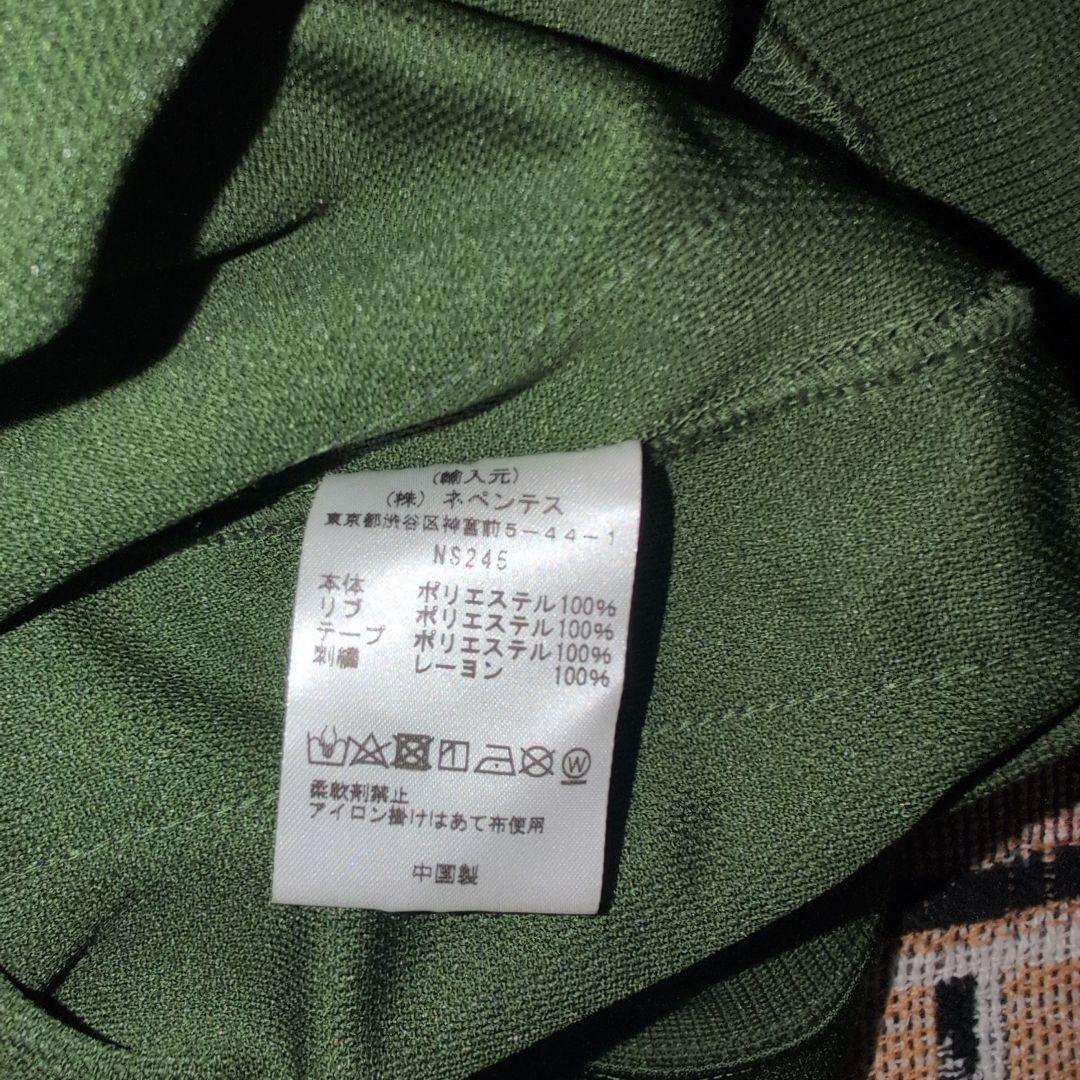 (輸入元)
(株) ネペンテス
東京都渋谷区神宮前5-44-1
NS245
本体 ポリエステル100%
リブ ポリエステル100%
テープ ポリエステル100%
刺繍 レーヨン 100%
W
柔軟剤禁止
アイロン掛けはあて布使用
中国製